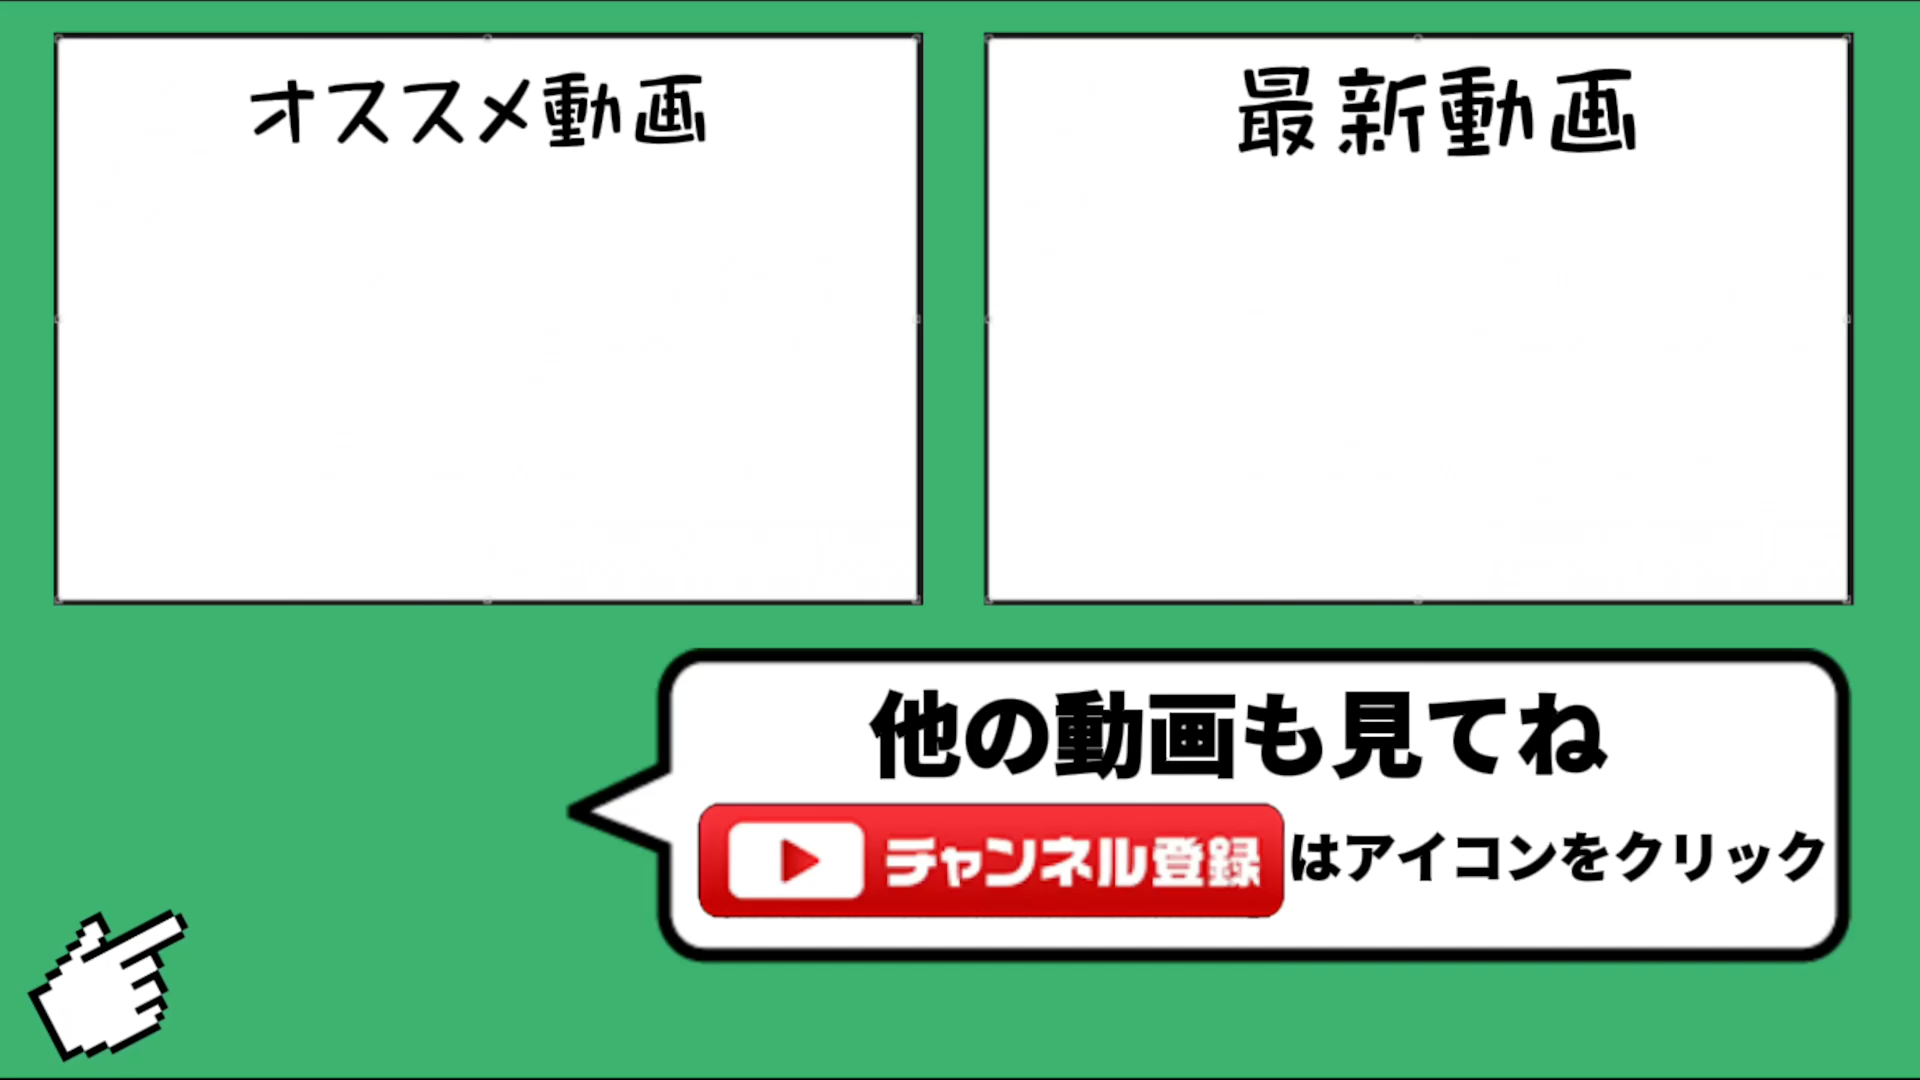 オススメ動画
最新動画
他の動画も見てね
チャンネル登録はアイコンをクリック